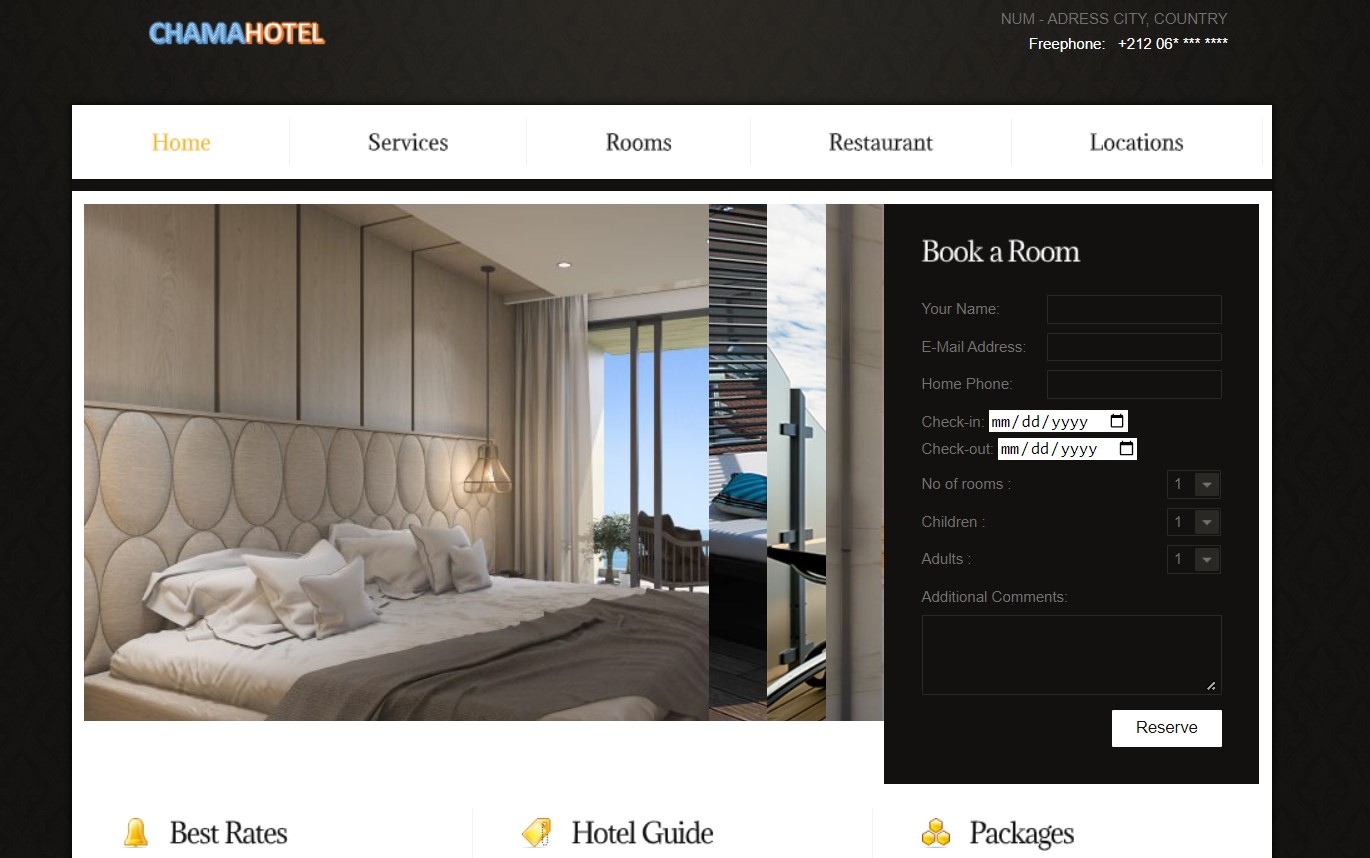 CHAMAHOTEL
NUM - ADRESS CITY, COUNTRY
Freephone: +212 06* *** ****
Home
Services
Rooms
Restaurant
Locations
Book a Room
Your Name:
E-Mail Address:
Home Phone:
Check-in: mm/dd/yyyy
Check-out: mm/dd/yyyy
No of rooms : 1
Children : 1
Adults : 1
Additional Comments:
Reserve
Best Rates
Hotel Guide
Packages